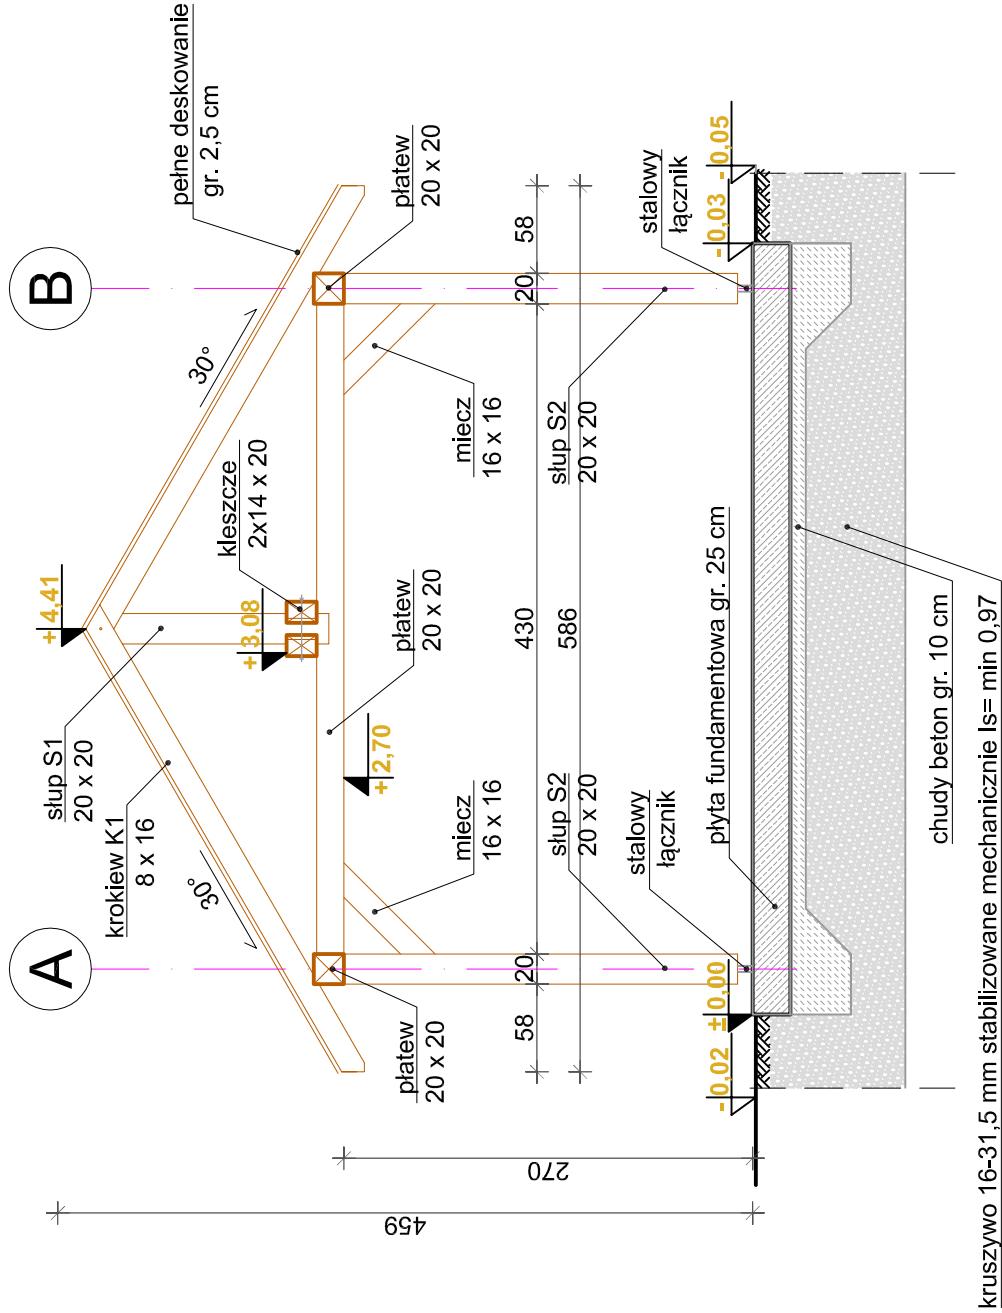 A
B
krokiew K1
8 x 16
słup S1
20 x 20
+ 4,41
pełne deskowanie
gr. 2,5 cm
30°
30°
kleszcze
2x14 x 20
+ 3,08
płatew
20 x 20
płatew
20 x 20
płatew
20 x 20
+ 2,70
miecz
16 x 16
miecz
16 x 16
58
20
430
20
58
586
słup S2
20 x 20
słup S2
20 x 20
stalowy
łącznik
stalowy
łącznik
płyta fundamentowa gr. 25 cm
- 0,02
± 0,00
- 0,03
- 0,05
270
459
chudy beton gr. 10 cm
kruszywo 16-31,5 mm stabilizowane mechanicznie Is= min 0,97